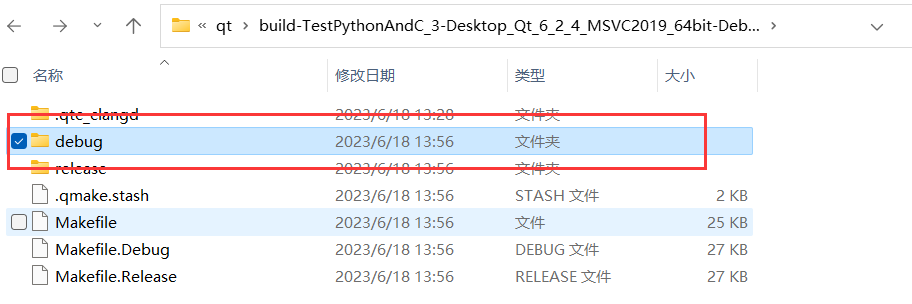 « qt › build-TestPythonAndC_3-Desktop_Qt_6_2_4_MSVC2019_64bit-Deb... ›
名称 修改日期 类型 大小
.qtc_clangd 2023/6/18 13:28 文件夹
debug 2023/6/18 13:56 文件夹
release 2023/6/18 13:56 文件夹
.qmake.stash 2023/6/18 13:56 STASH 文件 2 KB
Makefile 2023/6/18 13:56 文件 25 KB
Makefile.Debug 2023/6/18 13:56 DEBUG 文件 27 KB
Makefile.Release 2023/6/18 13:56 RELEASE 文件 27 KB